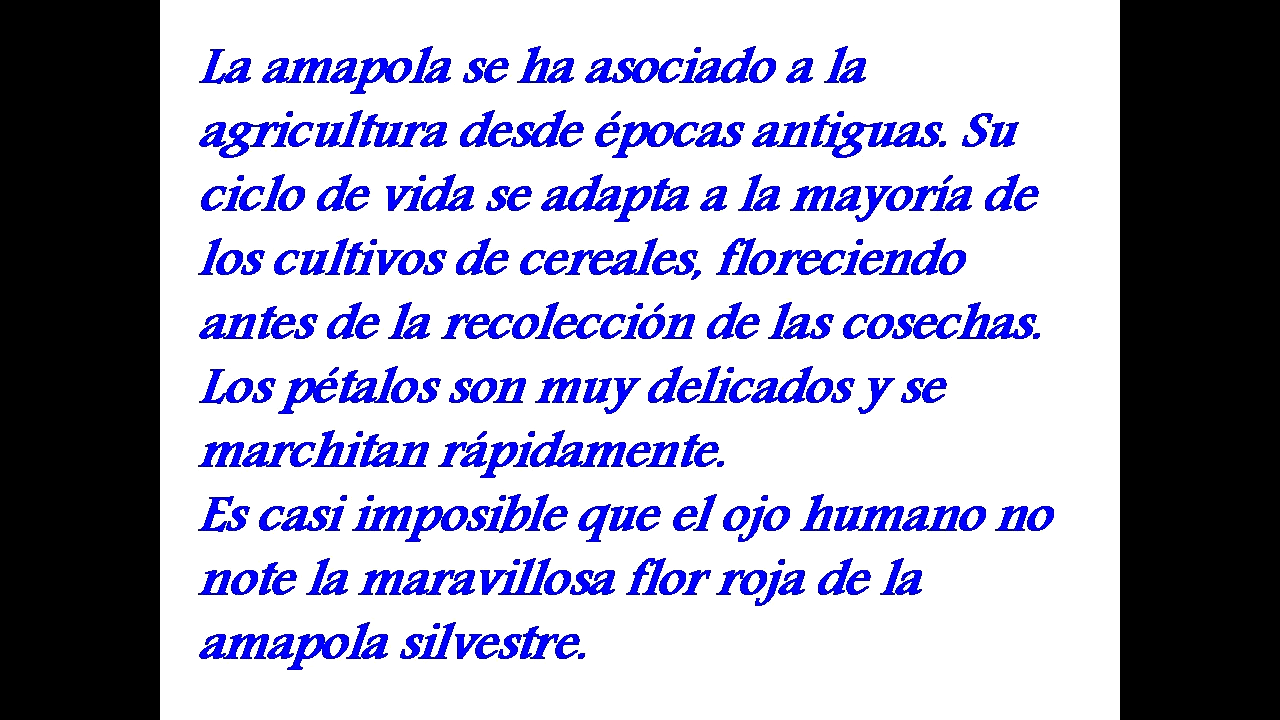 La amapola se ha asociado a la
agricultura desde épocas antiguas. Su
ciclo de vida se adapta a la mayoría de
los cultivos de cereales, floreciendo
antes de la recolección de las cosechas.
Los pétalos son muy delicados y se
marchitan rápidamente.
Es casi imposible que el ojo humano no
note la maravillosa flor roja de la
amapola silvestre.